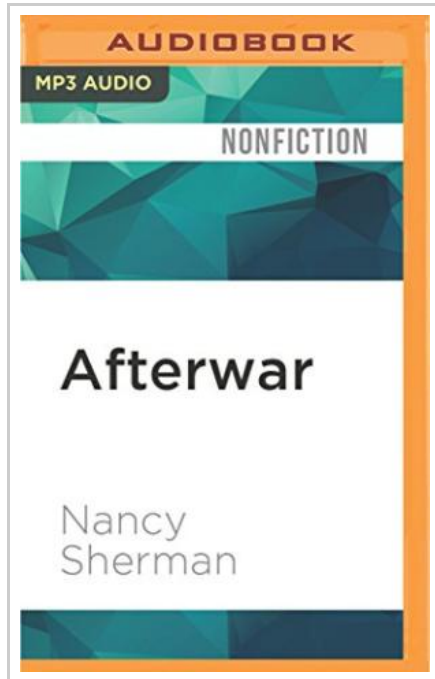 AUDIOBOOK
MP3 AUDIO
NONFICTION
Afterwar
Nancy
Sherman